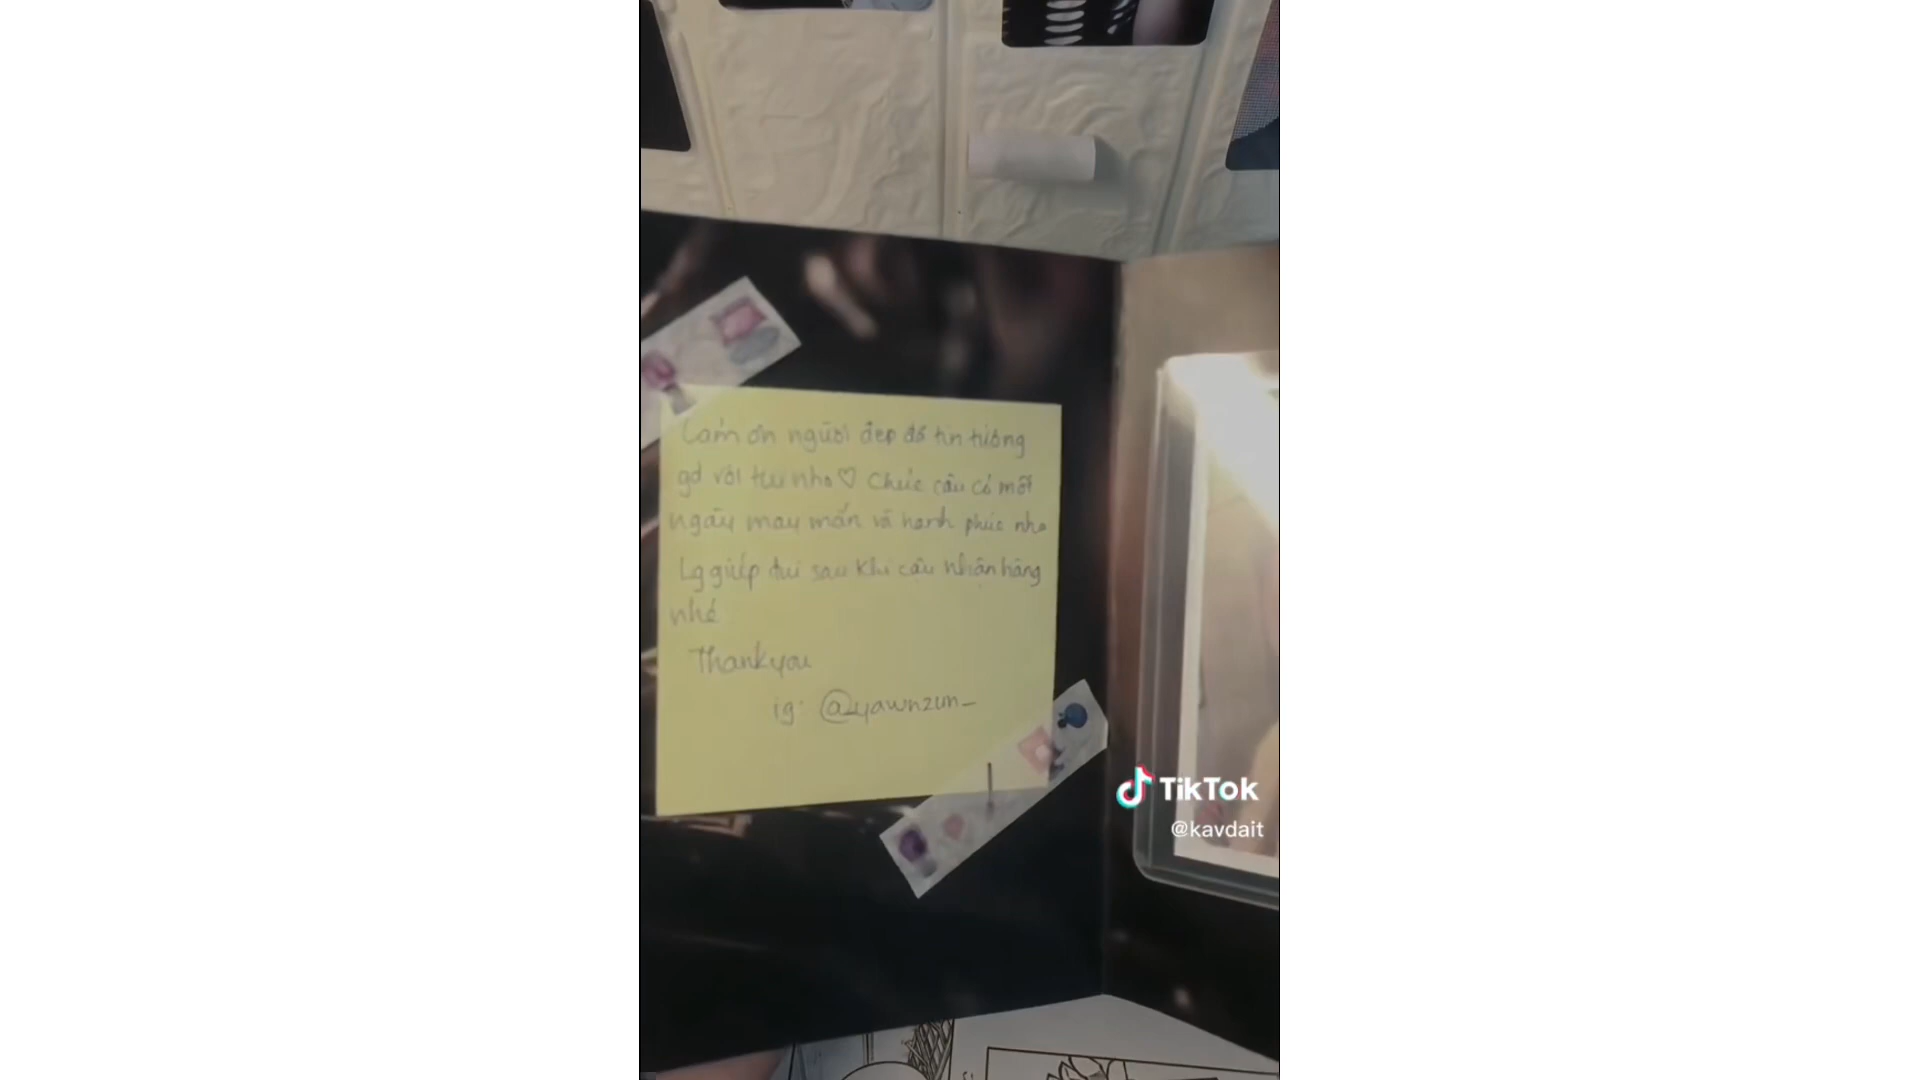 Cảm ơn người đẹp đã tin tưởng
gd với tui nha♡ Chúc cậu có một
ngày may mắn và hạnh phúc nha
Lg giúp tui sau khi cậu nhận hàng
nhé
Thankyou
ig: @yawnzun_
TikTok
@kavdait